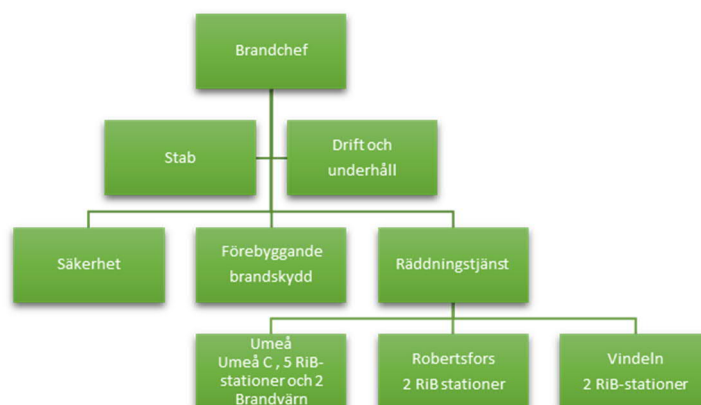 Brandchef
Stab
Drift och
underhåll
Säkerhet
Förebyggande
brandskydd
Räddningstjänst
Umeå
Umeå C , 5 RiB-
stationer och 2
Brandvärn
Robertsfors
2 RiB stationer
Vindeln
2 RiB-stationer